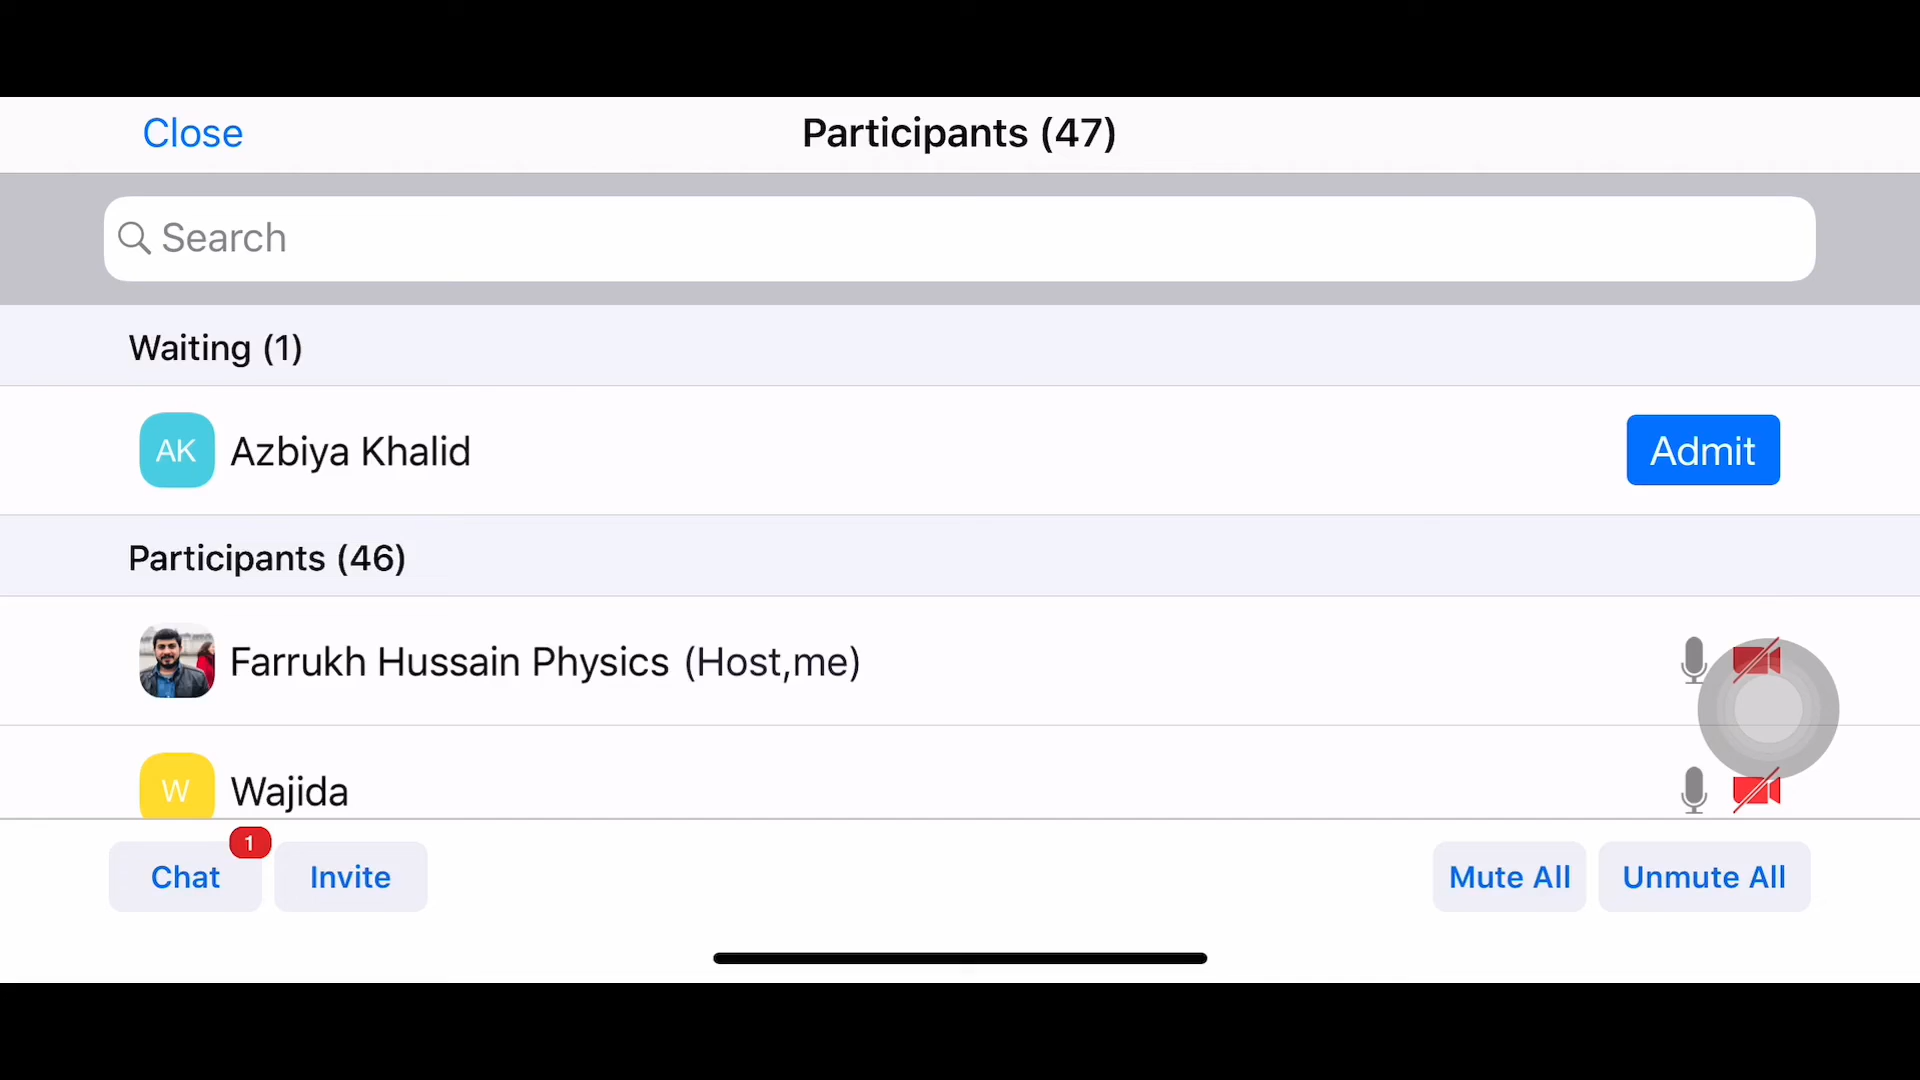 Close
Participants (47)
Search
Waiting (1)
AK
Azbiya Khalid
Admit
Participants (46)
Farrukh Hussain Physics (Host,me)
W
Wajida
Chat
1
Invite
Mute All
Unmute All